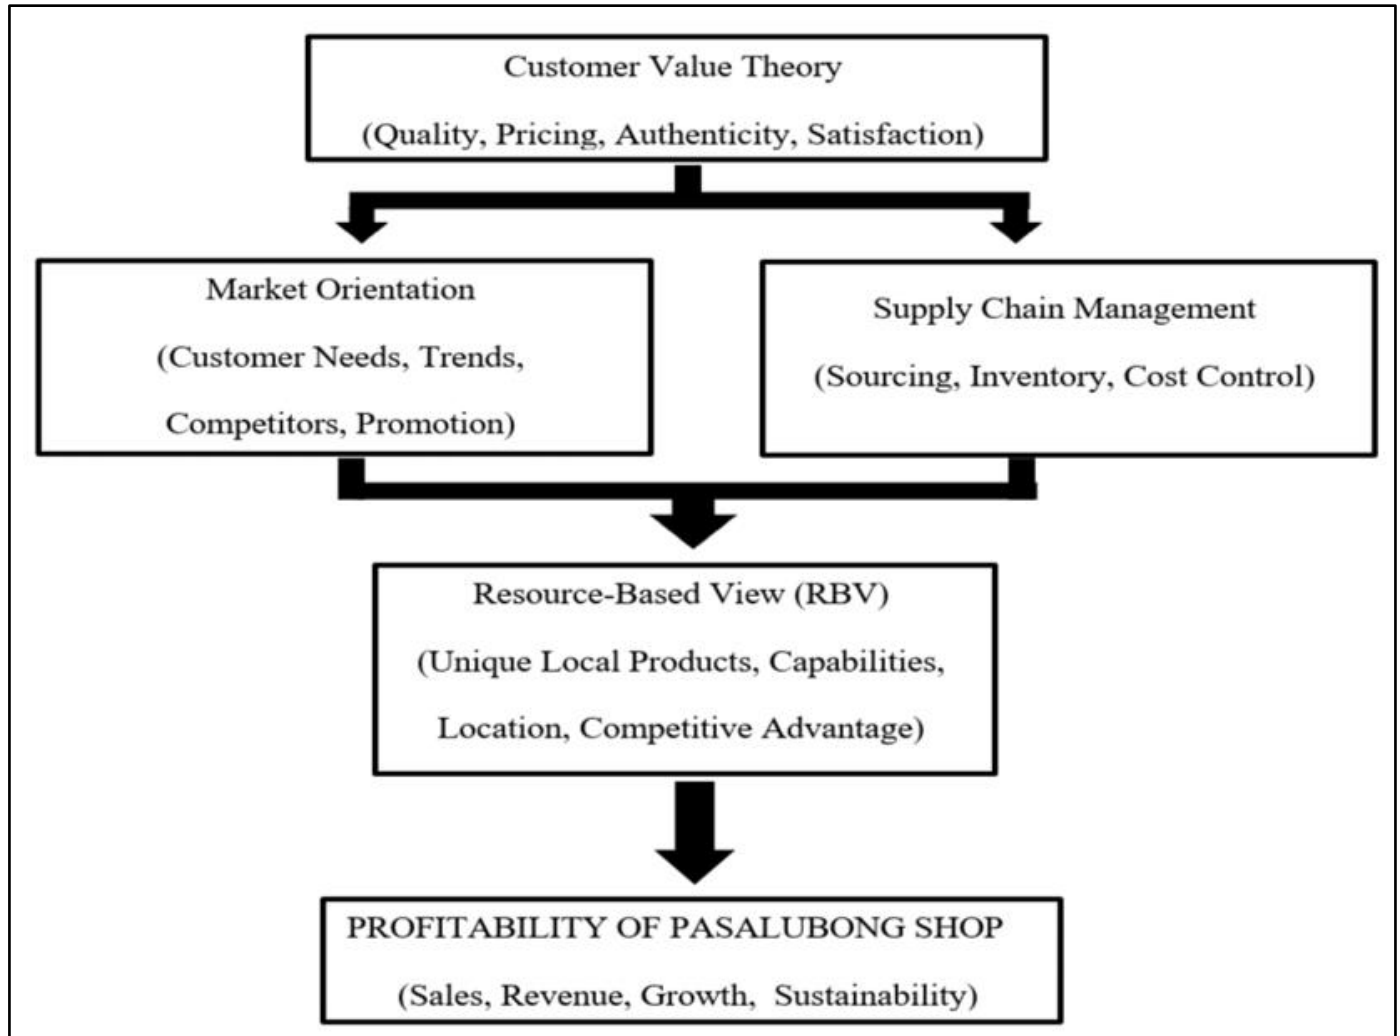 Customer Value Theory
(Quality, Pricing, Authenticity, Satisfaction)
Market Orientation
(Customer Needs, Trends,
Competitors, Promotion)
Supply Chain Management
(Sourcing, Inventory, Cost Control)
Resource-Based View (RBV)
(Unique Local Products, Capabilities,
Location, Competitive Advantage)
PROFITABILITY OF PASALUBONG SHOP
(Sales, Revenue, Growth,  Sustainability)